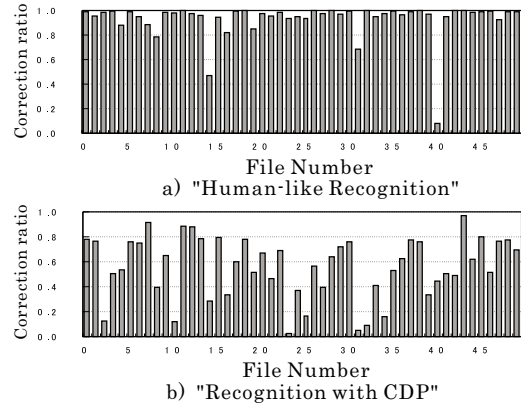 Correction ratio
1.0
0.8
0.6
0.4
0.2
0.0
0 5 10 15 20 25 30 35 40 45
File Number
a) "Human-like Recognition"
Correction ratio
1.0
0.8
0.6
0.4
0.2
0.0
0 5 10 15 20 25 30 35 40 45
File Number
b) "Recognition with CDP"